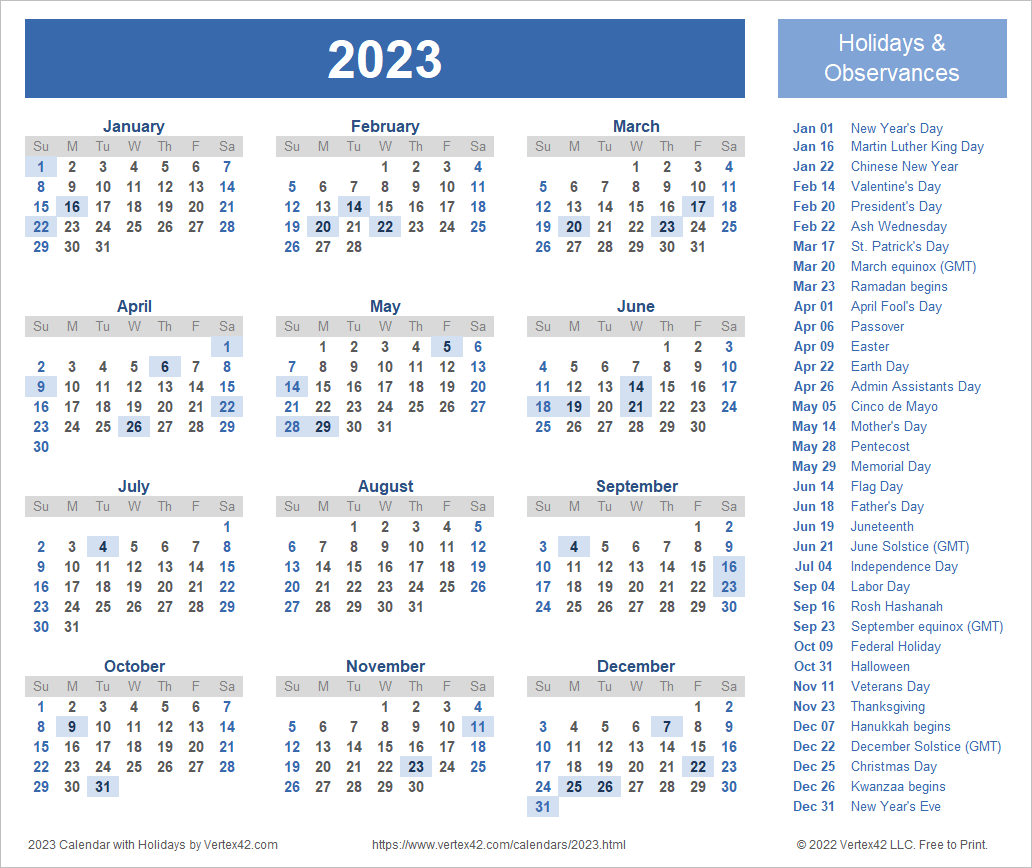 2023
Holidays &
Observances
January
Su M Tu W Th F Sa
1 2 3 4 5 6 7
8 9 10 11 12 13 14
15 16 17 18 19 20 21
22 23 24 25 26 27 28
29 30 31
February
Su M Tu W Th F Sa
1 2 3 4
5 6 7 8 9 10 11
12 13 14 15 16 17 18
19 20 21 22 23 24 25
26 27 28
March
Su M Tu W Th F Sa
1 2 3 4
5 6 7 8 9 10 11
12 13 14 15 16 17 18
19 20 21 22 23 24 25
26 27 28 29 30 31
April
Su M Tu W Th F Sa
1
2 3 4 5 6 7 8
9 10 11 12 13 14 15
16 17 18 19 20 21 22
23 24 25 26 27 28 29
30
May
Su M Tu W Th F Sa
1 2 3 4 5 6
7 8 9 10 11 12 13
14 15 16 17 18 19 20
21 22 23 24 25 26 27
28 29 30 31
June
Su M Tu W Th F Sa
1 2 3
4 5 6 7 8 9 10
11 12 13 14 15 16 17
18 19 20 21 22 23 24
25 26 27 28 29 30
July
Su M Tu W Th F Sa
1
2 3 4 5 6 7 8
9 10 11 12 13 14 15
16 17 18 19 20 21 22
23 24 25 26 27 28 29
30 31
August
Su M Tu W Th F Sa
1 2 3 4 5
6 7 8 9 10 11 12
13 14 15 16 17 18 19
20 21 22 23 24 25 26
27 28 29 30 31
September
Su M Tu W Th F Sa
1 2
3 4 5 6 7 8 9
10 11 12 13 14 15 16
17 18 19 20 21 22 23
24 25 26 27 28 29 30
October
Su M Tu W Th F Sa
1 2 3 4 5 6 7
8 9 10 11 12 13 14
15 16 17 18 19 20 21
22 23 24 25 26 27 28
29 30 31
November
Su M Tu W Th F Sa
1 2 3 4
5 6 7 8 9 10 11
12 13 14 15 16 17 18
19 20 21 22 23 24 25
26 27 28 29 30
December
Su M Tu W Th F Sa
1 2
3 4 5 6 7 8 9
10 11 12 13 14 15 16
17 18 19 20 21 22 23
24 25 26 27 28 29 30
31
Jan 01 New Year's Day
Jan 16 Martin Luther King Day
Jan 22 Chinese New Year
Feb 14 Valentine's Day
Feb 20 President's Day
Feb 22 Ash Wednesday
Mar 17 St. Patrick's Day
Mar 20 March equinox (GMT)
Mar 23 Ramadan begins
Apr 01 April Fool's Day
Apr 06 Passover
Apr 09 Easter
Apr 22 Earth Day
Apr 26 Admin Assistants Day
May 05 Cinco de Mayo
May 14 Mother's Day
May 28 Pentecost
May 29 Memorial Day
Jun 14 Flag Day
Jun 18 Father's Day
Jun 19 Juneteenth
Jun 21 June Solstice (GMT)
Jul 04 Independence Day
Sep 04 Labor Day
Sep 16 Rosh Hashanah
Sep 23 September equinox (GMT)
Oct 09 Federal Holiday
Oct 31 Halloween
Nov 11 Veterans Day
Nov 23 Thanksgiving
Dec 07 Hanukkah begins
Dec 22 December Solstice (GMT)
Dec 25 Christmas Day
Dec 26 Kwanzaa begins
Dec 31 New Year's Eve
2023 Calendar with Holidays by Vertex42.com
https://www.vertex42.com/calendars/2023.html
© 2022 Vertex42 LLC. Free to Print.